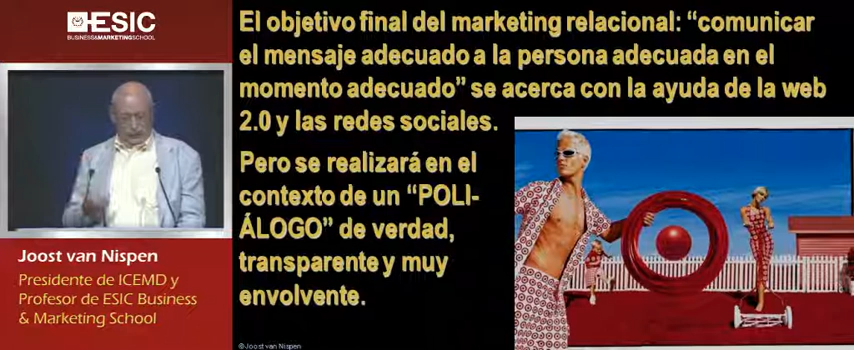 ESIC
BUSINESS&MARKETINGSCHOOL
Joost van Nispen
Presidente de ICEMD y
Profesor de ESIC Business
& Marketing School
El objetivo final del marketing relacional: “comunicar
el mensaje adecuado a la persona adecuada en el
momento adecuado” se acerca con la ayuda de la web
2.0 y las redes sociales.
Pero se realizará en el
contexto de un “POLI-
ÁLOGO” de verdad,
transparente y muy
envolvente.
©Joost van Nispen